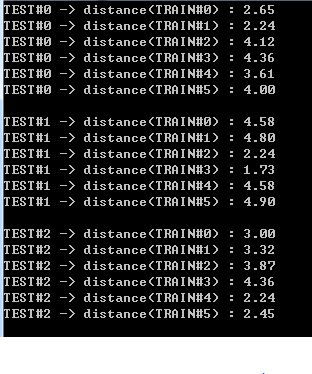 TEST#0 -> distance(TRAIN#0) : 2.65
TEST#0 -> distance(TRAIN#1) : 2.24
TEST#0 -> distance(TRAIN#2) : 4.12
TEST#0 -> distance(TRAIN#3) : 4.36
TEST#0 -> distance(TRAIN#4) : 3.61
TEST#0 -> distance(TRAIN#5) : 4.00
TEST#1 -> distance(TRAIN#0) : 4.58
TEST#1 -> distance(TRAIN#1) : 4.80
TEST#1 -> distance(TRAIN#2) : 2.24
TEST#1 -> distance(TRAIN#3) : 1.73
TEST#1 -> distance(TRAIN#4) : 4.58
TEST#1 -> distance(TRAIN#5) : 4.90
TEST#2 -> distance(TRAIN#0) : 3.00
TEST#2 -> distance(TRAIN#1) : 3.32
TEST#2 -> distance(TRAIN#2) : 3.87
TEST#2 -> distance(TRAIN#3) : 4.36
TEST#2 -> distance(TRAIN#4) : 2.24
TEST#2 -> distance(TRAIN#5) : 2.45